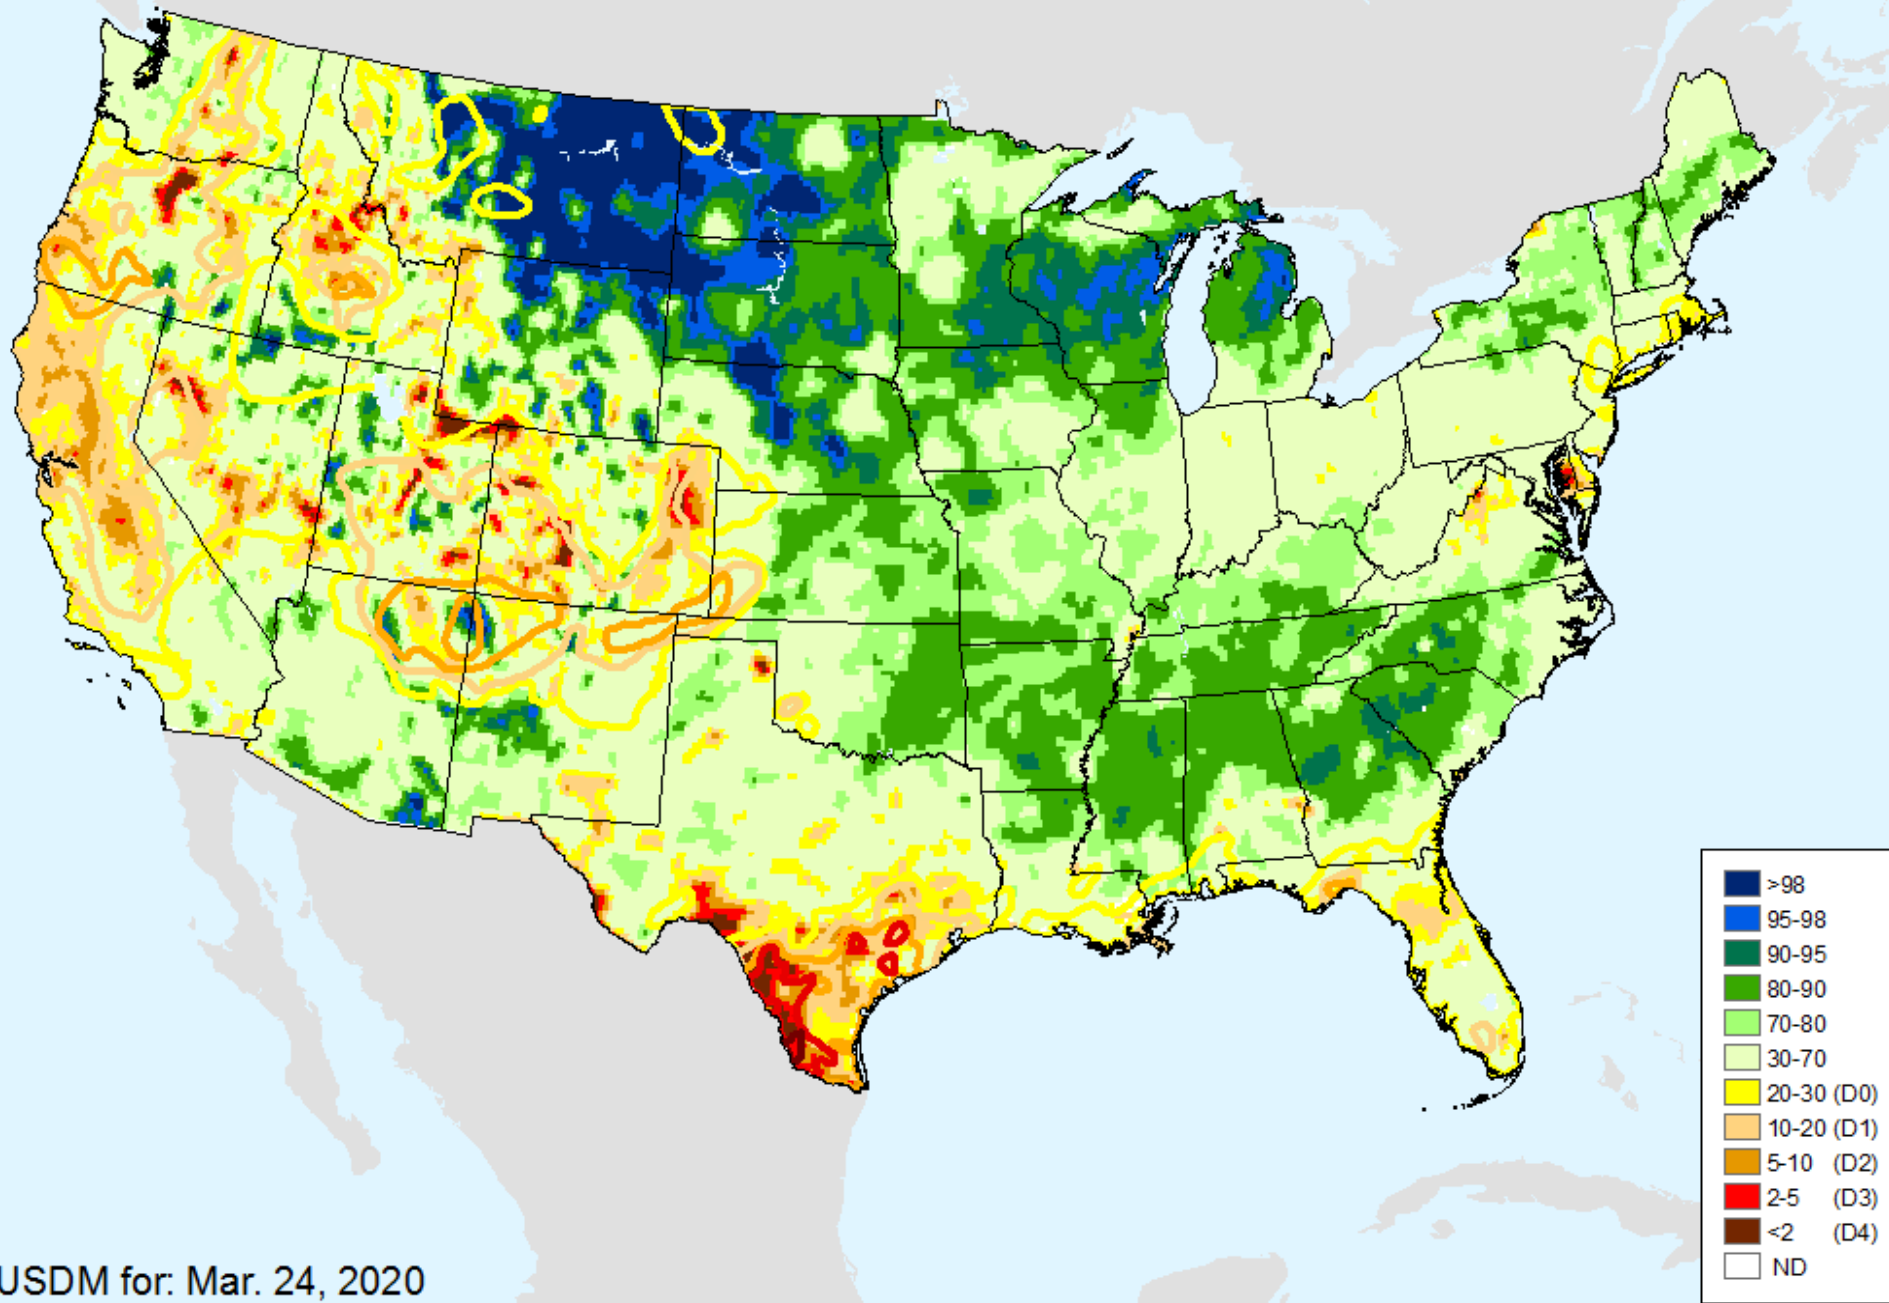 >98
95-98
90-95
80-90
70-80
30-70
20-30 (D0)
10-20 (D1)
5-10 (D2)
2-5 (D3)
<2 (D4)
ND
USDM for: Mar. 24, 2020